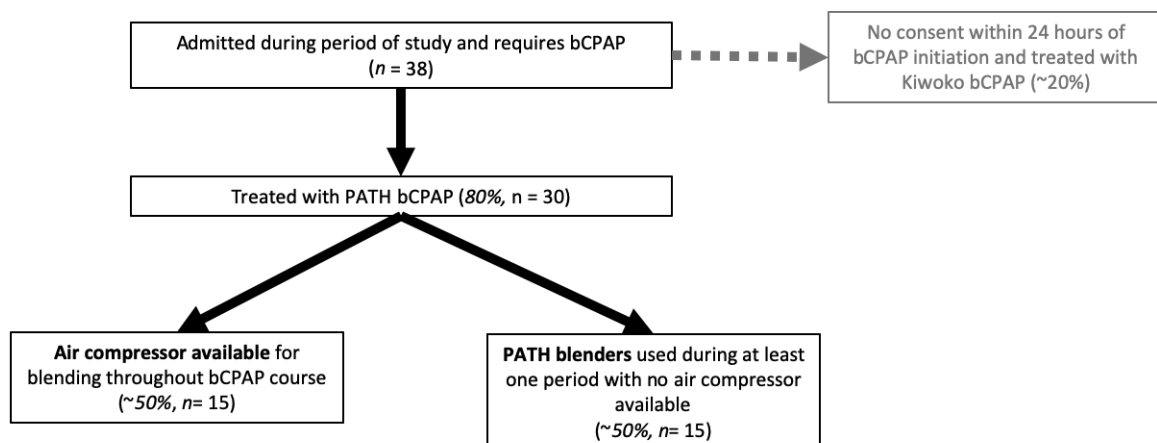 Admitted during period of study and requires bCPAP
(n = 38)
No consent within 24 hours of
bCPAP initiation and treated with
Kiwoko bCPAP (~20%)
Treated with PATH bCPAP (80%, n = 30)
Air compressor available for
blending throughout bCPAP course
(~50%, n= 15)
PATH blenders used during at least
one period with no air compressor
available
(~50%, n= 15)